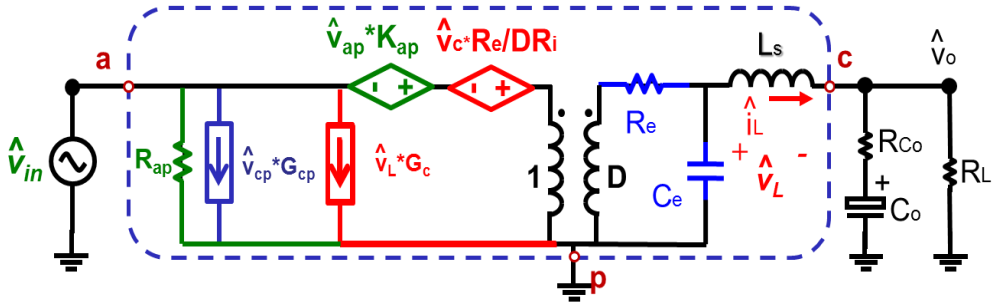 v̂ap*Kap
v̂c*Re/DRi
Ls
a
c
v̂o
v̂in
Rap
v̂cp*Gcp
v̂L*Gc
1
D
Re
Ce
îL
+
v̂L
-
RCo
+
Co
RL
p
- +
- +